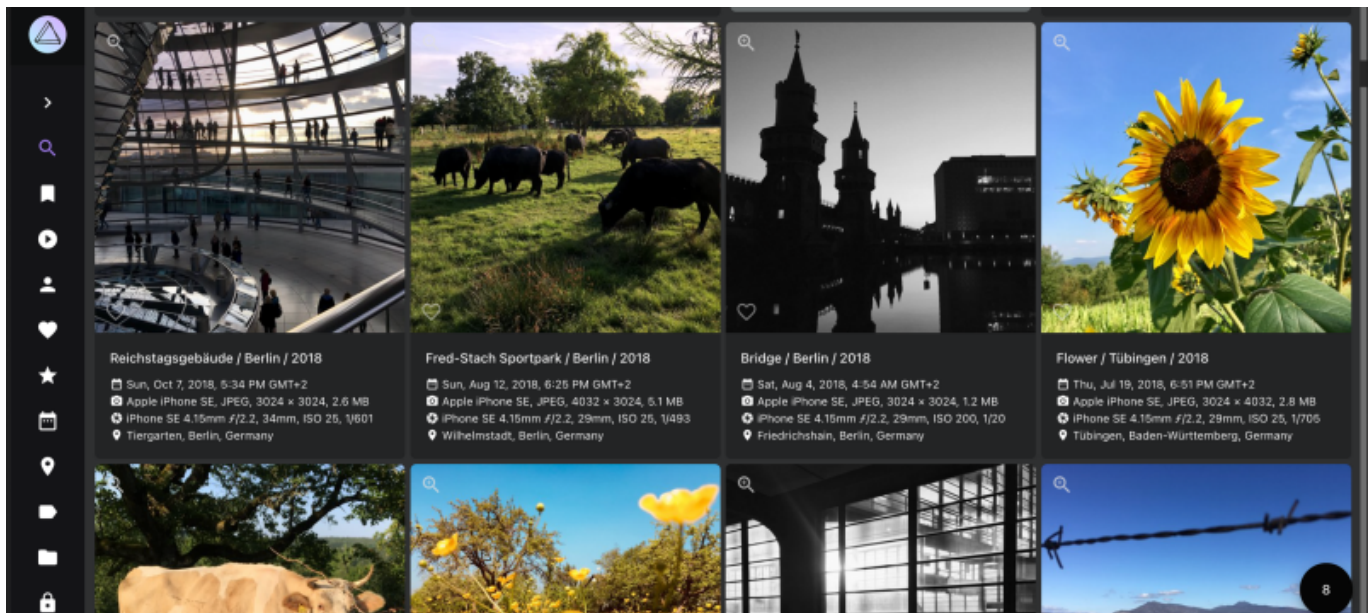 Reichstagsgebäude / Berlin / 2018
Sun, Oct 7, 2018, 5:34 PM GMT+2
Apple iPhone SE, JPEG, 3024 × 3024, 2.6 MB
iPhone SE 4.15mm ƒ/2.2, 34mm, ISO 25, 1/601
Tiergarten, Berlin, Germany
Fred-Stach Sportpark / Berlin / 2018
Sun, Aug 12, 2018, 6:25 PM GMT+2
Apple iPhone SE, JPEG, 4032 × 3024, 5.1 MB
iPhone SE 4.15mm ƒ/2.2, 29mm, ISO 25, 1/493
Wilhelmstadt, Berlin, Germany
Bridge / Berlin / 2018
Sat, Aug 4, 2018, 4:54 AM GMT+2
Apple iPhone SE, JPEG, 3024 × 3024, 1.2 MB
iPhone SE 4.15mm ƒ/2.2, 29mm, ISO 200, 1/20
Friedrichshain, Berlin, Germany
Flower / Tübingen / 2018
Thu, Jul 19, 2018, 6:51 PM GMT+2
Apple iPhone SE, JPEG, 3024 × 4032, 2.8 MB
iPhone SE 4.15mm ƒ/2.2, 29mm, ISO 25, 1/705
Tübingen, Baden-Württemberg, Germany
8